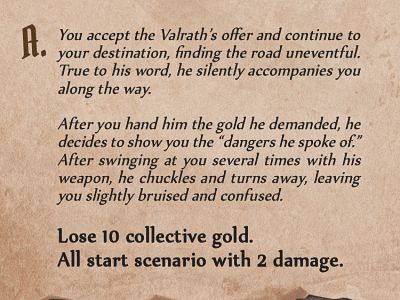 A. You accept the Valrath's offer and continue to
your destination, finding the road uneventful.
True to his word, he silently accompanies you
along the way.
After you hand him the gold he demanded, he
decides to show you the “dangers he spoke of.”
After swinging at you several times with his
weapon, he chuckles and turns away, leaving
you slightly bruised and confused.
Lose 10 collective gold.
All start scenario with 2 damage.